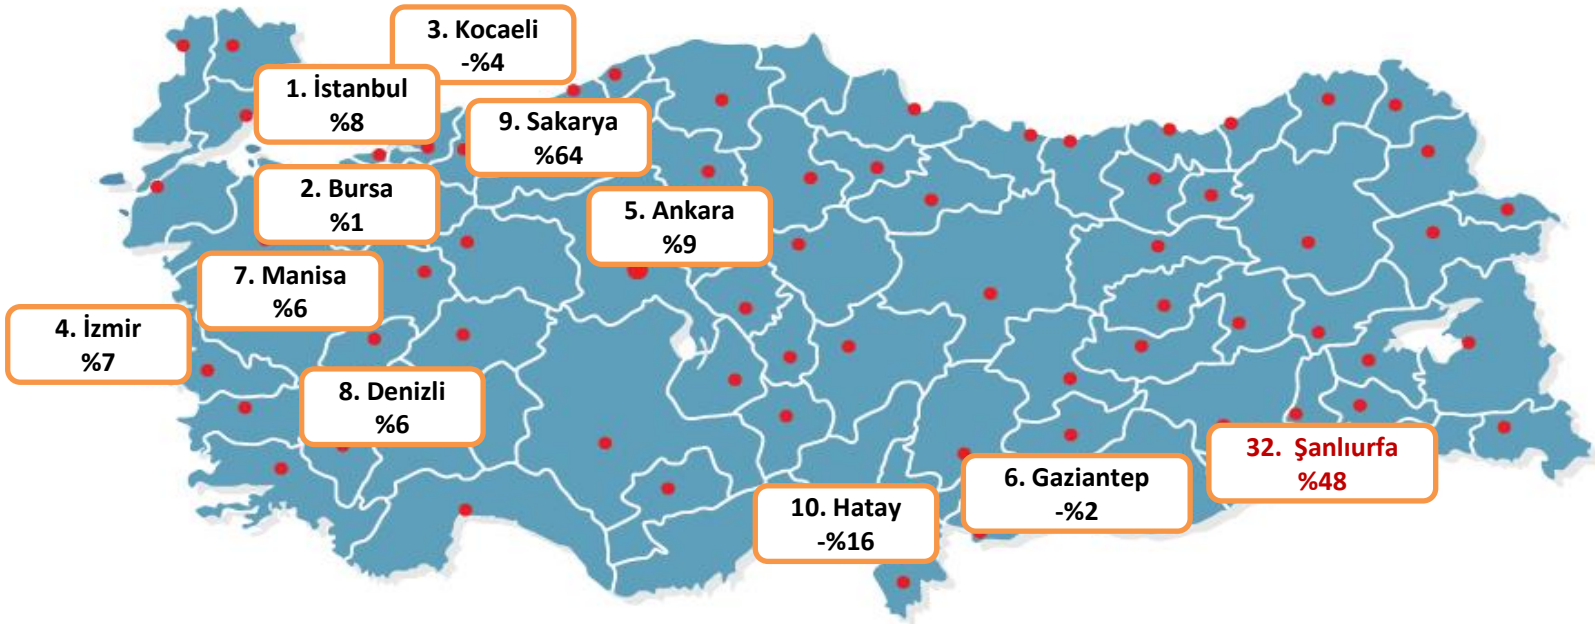 3. Kocaeli
-%4
1. İstanbul
%8
9. Sakarya
%64
2. Bursa
%1
5. Ankara
%9
7. Manisa
%6
4. İzmir
%7
8. Denizli
%6
32. Şanlıurfa
%48
6. Gaziantep
-%2
10. Hatay
-%16